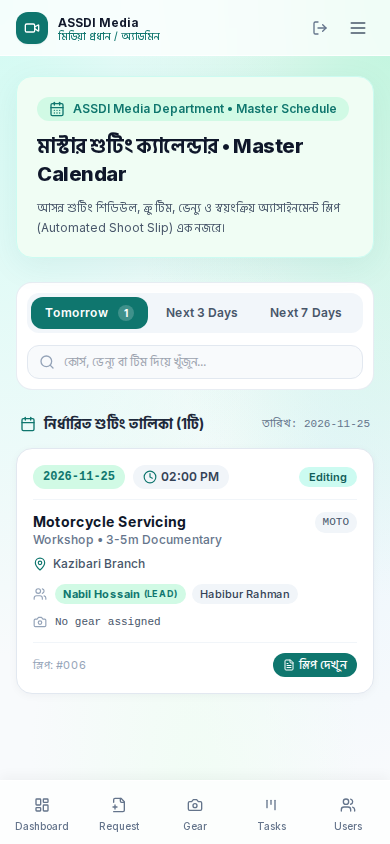 ASSDI Media
মিডিয়া প্রধান / অ্যাডমিন
ASSDI Media Department • Master Schedule
মাস্টার শুটিং ক্যালেন্ডার • Master
Calendar
আসন্ন শুটিং শিডিউল, ক্রু টিম, ভেন্যু ও স্বয়ংক্রিয় অ্যাসাইনমেন্ট স্লিপ
(Automated Shoot Slip) এক নজরে।
Tomorrow 1 Next 3 Days Next 7 Days
কোর্স, ভেন্যু বা টিম দিয়ে খুঁজুন...
নির্ধারিত শুটিং তালিকা (1টি) তারিখ: 2026-11-25
2026-11-25 02:00 PM Editing
Motorcycle Servicing MOTO
Workshop • 3-5m Documentary
Kazibari Branch
Nabil Hossain (LEAD) Habibur Rahman
No gear assigned
স্লিপ: #006 স্লিপ দেখুন
Dashboard Request Gear Tasks Users